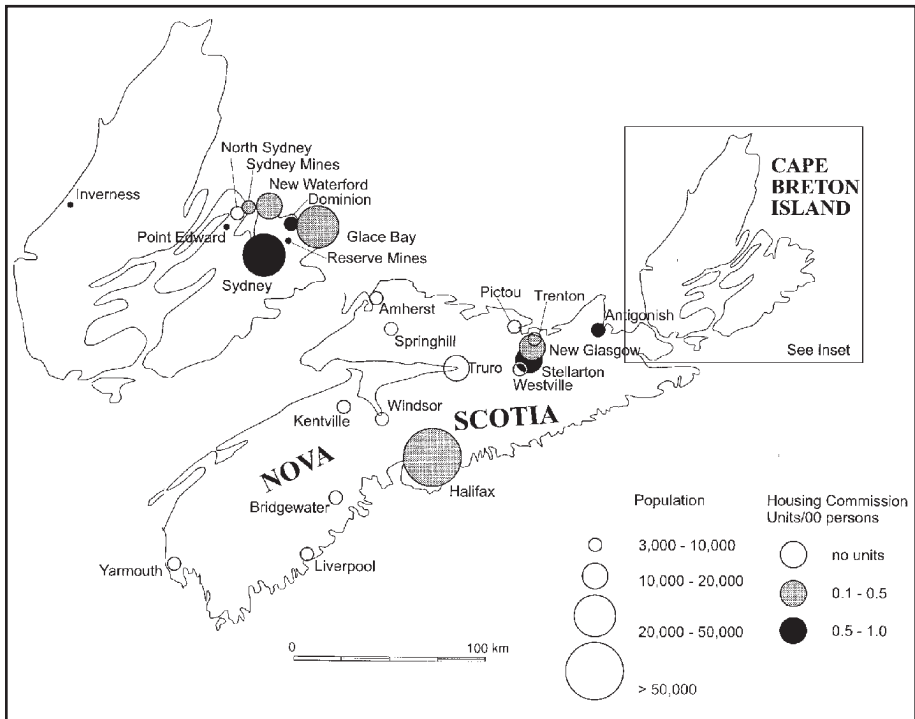 North Sydney
Sydney Mines
New Waterford
Dominion
Inverness
Point Edward
Glace Bay
Reserve Mines
Sydney
CAPE
BRETON
ISLAND
See Inset
Pictou
Trenton
Antigonish
Amherst
Springhill
New Glasgow
Truro
Stellarton
Westville
Kentville
Windsor
NOVA
SCOTIA
Halifax
Bridgewater
Yarmouth
Liverpool
0
100 km
Population
3,000 - 10,000
10,000 - 20,000
20,000 - 50,000
> 50,000
Housing Commission
Units/00 persons
no units
0.1 - 0.5
0.5 - 1.0